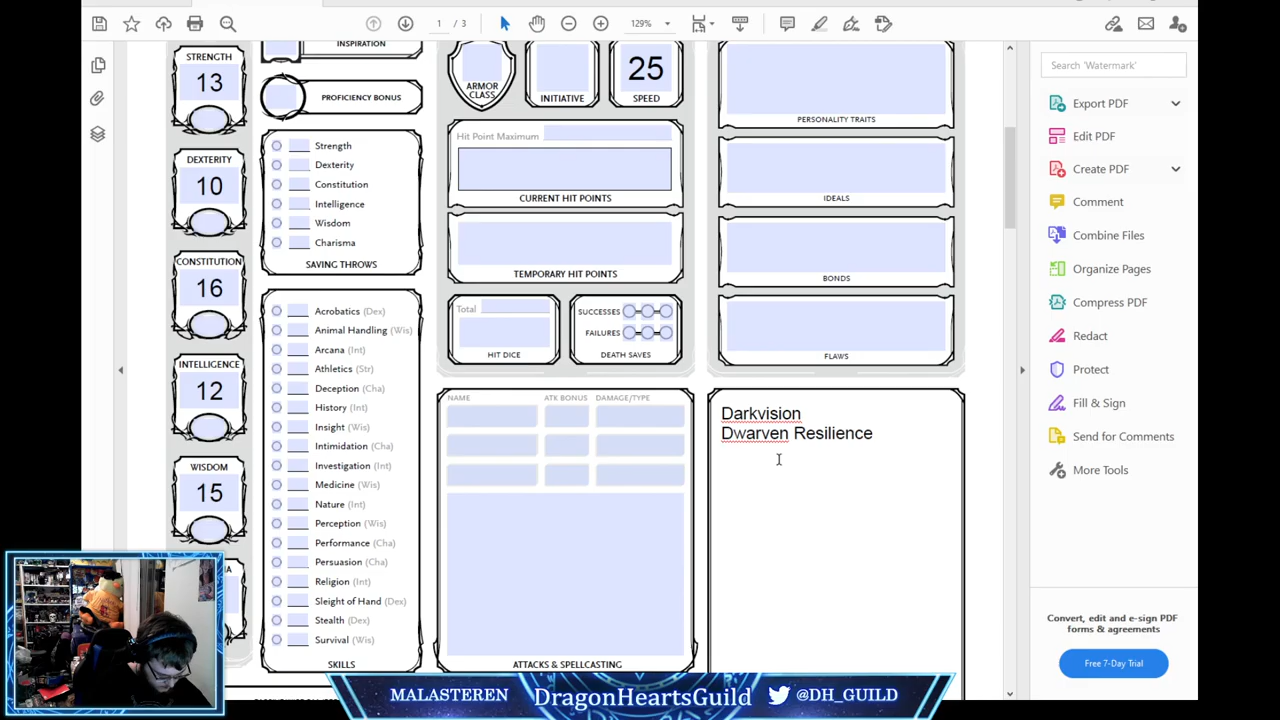 1 / 3
129%
STRENGTH
13
INSPIRATION
PROFICIENCY BONUS
ARMOR CLASS
INITIATIVE
25
SPEED
PERSONALITY TRAITS
DEXTERITY
10
Strength
Dexterity
Constitution
Intelligence
Wisdom
Charisma
SAVING THROWS
Hit Point Maximum
CURRENT HIT POINTS
TEMPORARY HIT POINTS
IDEALS
BONDS
FLAWS
CONSTITUTION
16
INTELLIGENCE
12
WISDOM
15
Acrobatics (Dex)
Animal Handling (Wis)
Arcana (Int)
Athletics (Str)
Deception (Cha)
History (Int)
Insight (Wis)
Intimidation (Cha)
Investigation (Int)
Medicine (Wis)
Nature (Int)
Perception (Wis)
Performance (Cha)
Persuasion (Cha)
Religion (Int)
Sleight of Hand (Dex)
Stealth (Dex)
Survival (Wis)
SKILLS
Total
HIT DICE
SUCCESSES
FAILURES
DEATH SAVES
NAME ATK BONUS DAMAGE/TYPE
ATTACKS & SPELLCASTING
Darkvision
Dwarven Resilience
Search 'Watermark'
Export PDF
Edit PDF
Create PDF
Comment
Combine Files
Organize Pages
Compress PDF
Redact
Protect
Fill & Sign
Send for Comments
More Tools
Convert, edit and e-sign PDF
forms & agreements
Free 7-Day Trial
MALASTEREN DragonHeartsGuild @DH_GUILD